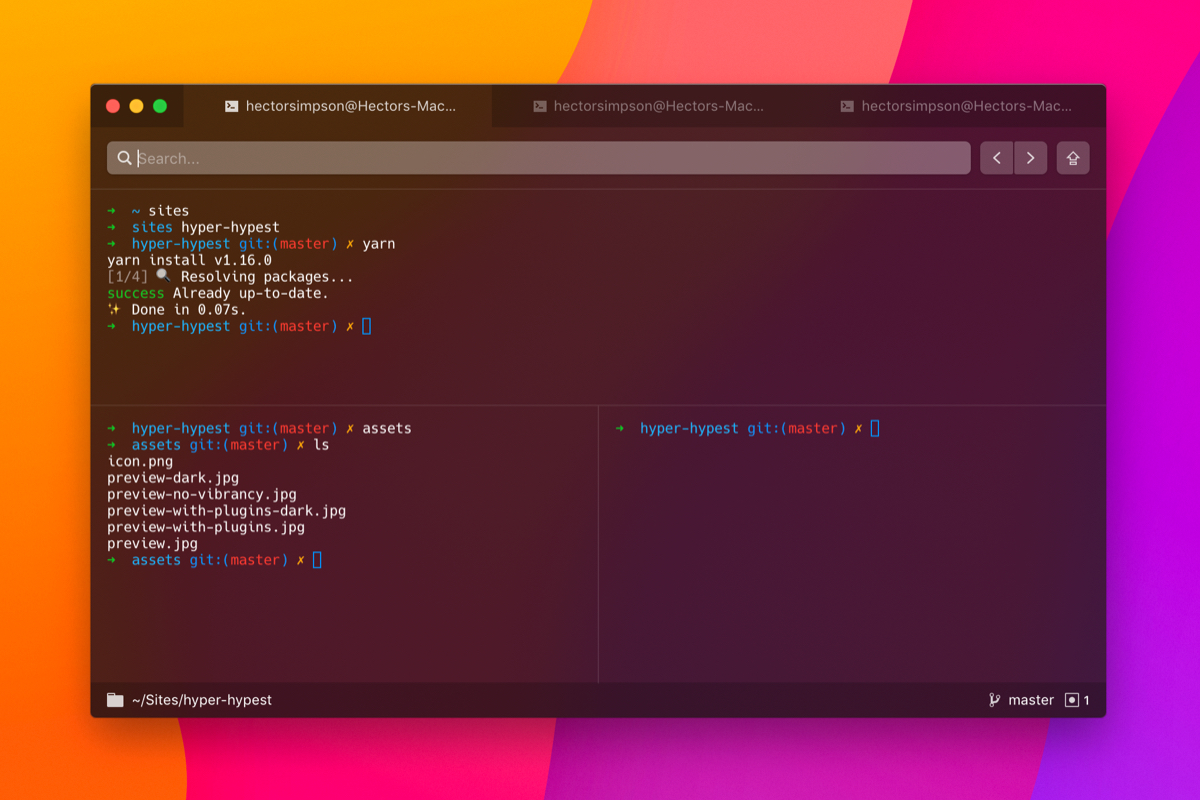 hectorsimpson@Hectors-Mac...
hectorsimpson@Hectors-Mac...
hectorsimpson@Hectors-Mac...
Search...
➜ ~ sites
➜ sites hyper-hypest
➜ hyper-hypest git:(master) ✗ yarn
yarn install v1.16.0
[1/4] 🔍 Resolving packages...
success Already up-to-date.
✨ Done in 0.07s.
➜ hyper-hypest git:(master) ✗
➜ hyper-hypest git:(master) ✗ assets
➜ assets git:(master) ✗ ls
icon.png
preview-dark.jpg
preview-no-vibrancy.jpg
preview-with-plugins-dark.jpg
preview-with-plugins.jpg
preview.jpg
➜ assets git:(master) ✗
➜ hyper-hypest git:(master) ✗
~/Sites/hyper-hypest
master 1